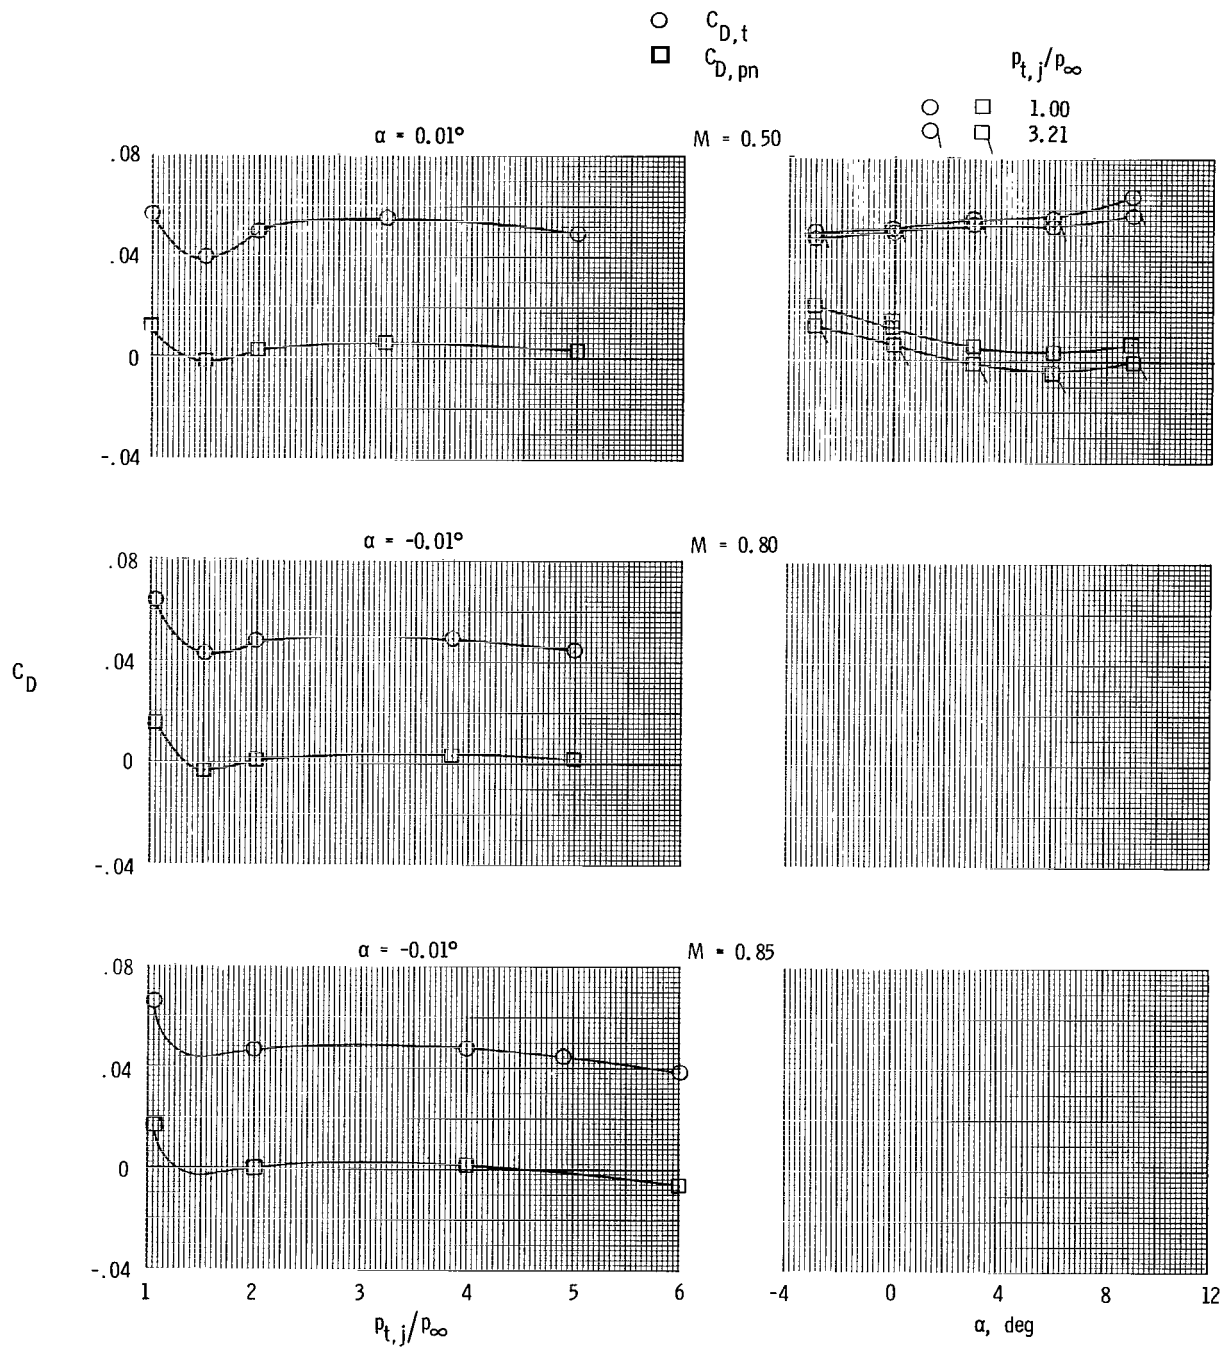 C_D,t
C_D,pn
p_t,j/p_∞
1.00
3.21
α = 0.01°
M = 0.50
.08
.04
0
-.04
α = -0.01°
M = 0.80
.08
.04
0
-.04
C_D
α = -0.01°
M = 0.85
.08
.04
0
-.04
1 2 3 4 5 6
-4 0 4 8 12
p_t,j/p_∞
α, deg